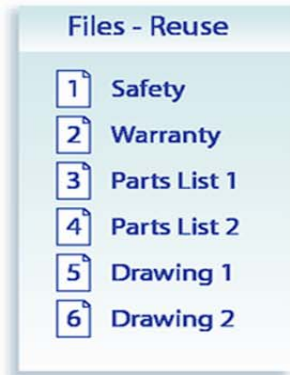 Files - Reuse
1 Safety
2 Warranty
3 Parts List 1
4 Parts List 2
5 Drawing 1
6 Drawing 2